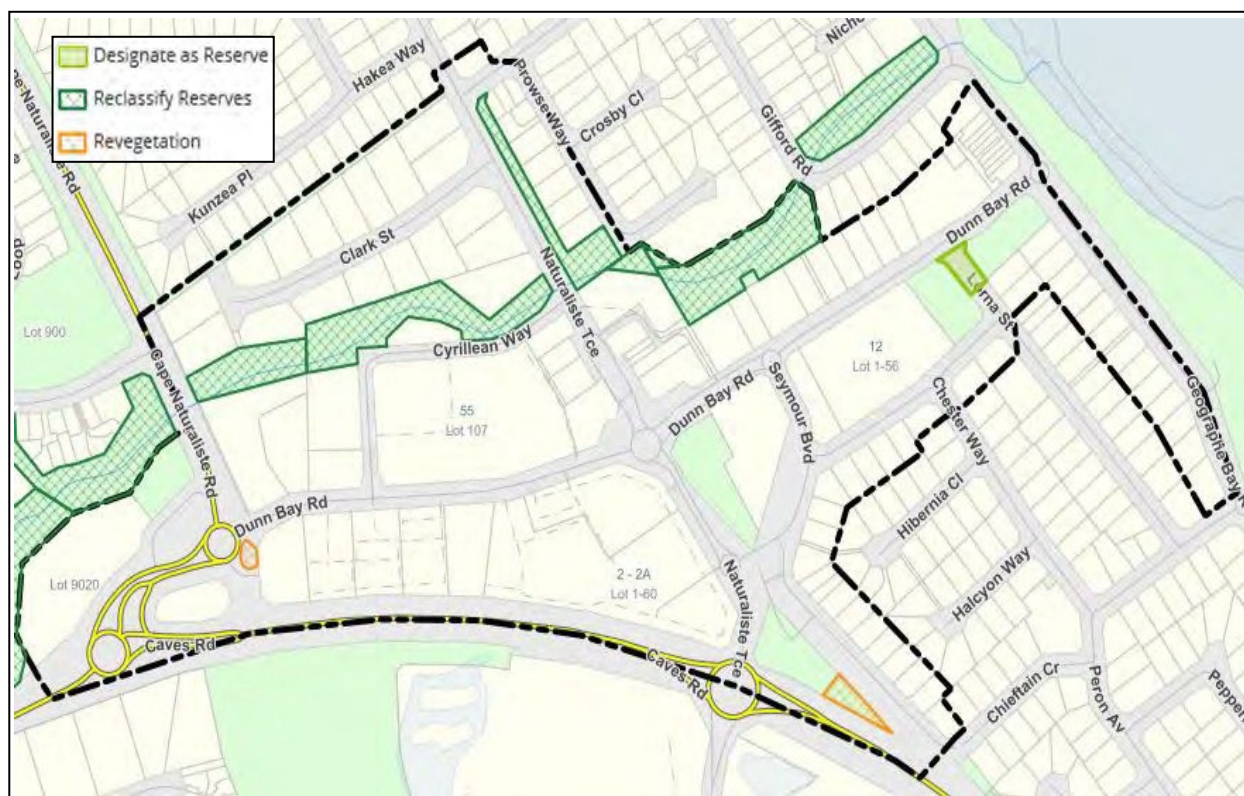 Designate as Reserve
Reclassify Reserves
Revegetation
Hakea Way
Kunzea Pl
Clark St
Prowse Way
Crosby Cl
Gifford Rd
Lot 900
Cape Naturaliste Rd
Cyrillean Way
Naturaliste Tce
Dunn Bay Rd
Lorna St
12
Lot 1-56
55
Lot 107
Dunn Bay Rd
Seymour Blvd
Chester Way
Geographe Bay
Hibernia Cl
Halcyon Way
Dunn Bay Rd
Lot 9020
2 - 2A
Lot 1-60
Naturaliste Tce
Caves Rd
Caves Rd
Chieftain Cr
Peron Av